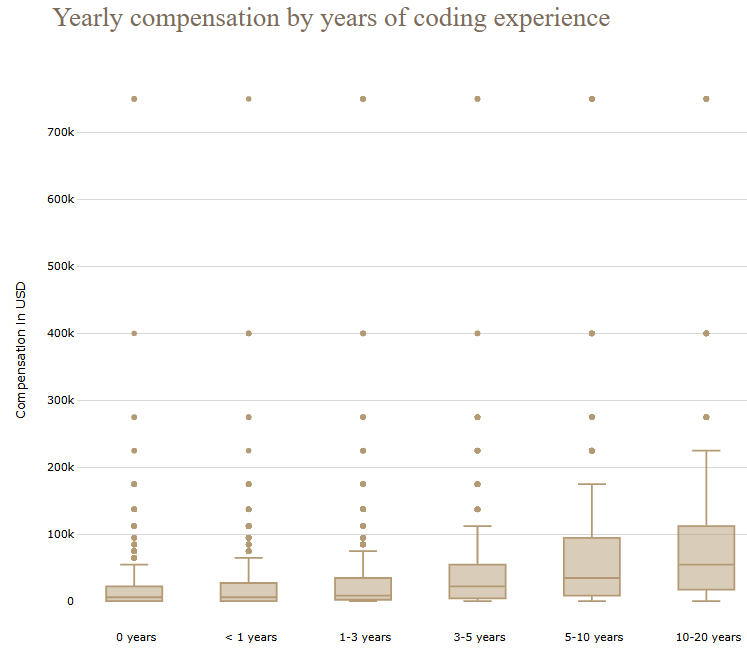 Yearly compensation by years of coding experience
700k
600k
500k
400k
300k
200k
100k
0
Compensation In USD
0 years
< 1 years
1-3 years
3-5 years
5-10 years
10-20 years